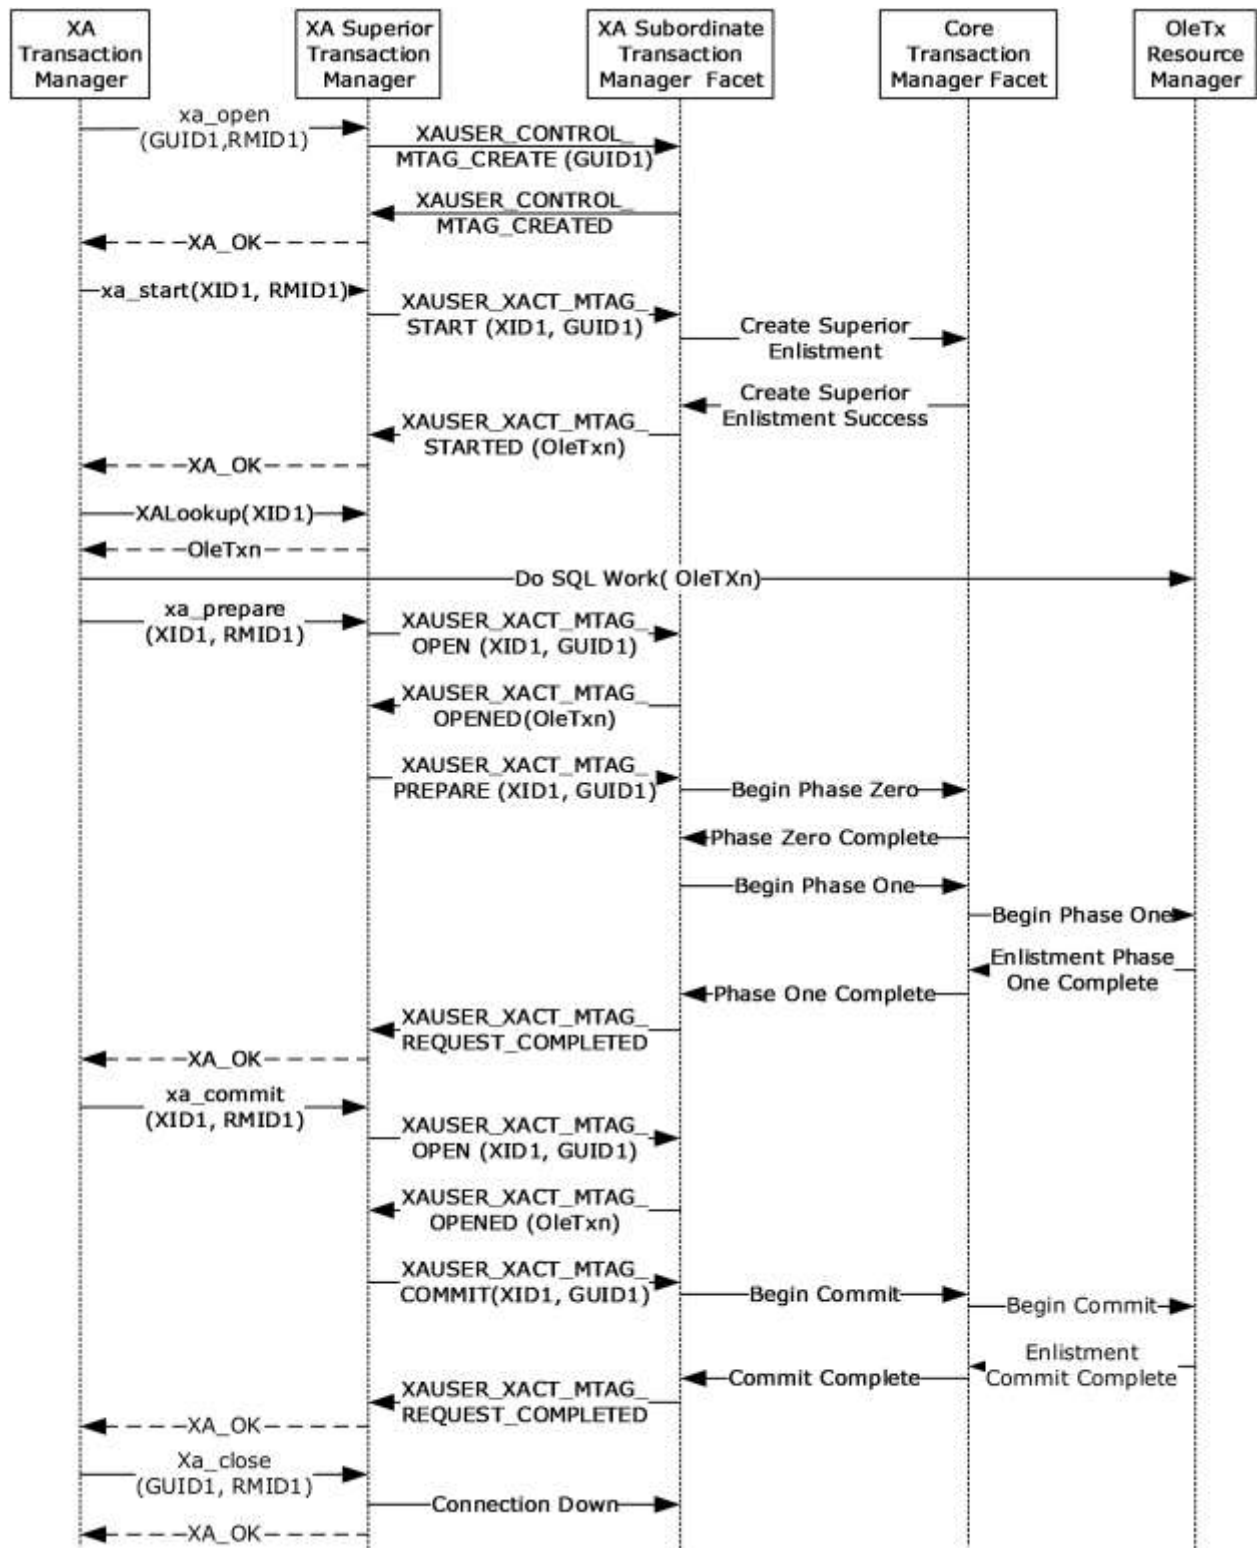 XA
Transaction
Manager
XA Superior
Transaction
Manager
XA Subordinate
Transaction
Manager Facet
Core
Transaction
Manager Facet
OleTx
Resource
Manager
xa_open
(GUID1,RMID1)
XAUSER_CONTROL_
MTAG_CREATE (GUID1)
XAUSER_CONTROL_
MTAG_CREATED
XA_OK
xa_start(XID1, RMID1)
XAUSER_XACT_MTAG_
START (XID1, GUID1)
Create Superior
Enlistment
Create Superior
Enlistment Success
XAUSER_XACT_MTAG_
STARTED (OleTxn)
XA_OK
XALookup(XID1)
OleTxn
Do SQL Work( OleTXn)
xa_prepare
(XID1, RMID1)
XAUSER_XACT_MTAG_
OPEN (XID1, GUID1)
XAUSER_XACT_MTAG_
OPENED(OleTxn)
XAUSER_XACT_MTAG_
PREPARE (XID1, GUID1)
Begin Phase Zero
Phase Zero Complete
Begin Phase One
Begin Phase One
Enlistment Phase
One Complete
Phase One Complete
XAUSER_XACT_MTAG_
REQUEST_COMPLETED
XA_OK
xa_commit
(XID1, RMID1)
XAUSER_XACT_MTAG_
OPEN (XID1, GUID1)
XAUSER_XACT_MTAG_
OPENED (OleTxn)
XAUSER_XACT_MTAG_
COMMIT(XID1, GUID1)
Begin Commit
Begin Commit
Enlistment
Commit Complete
Commit Complete
XAUSER_XACT_MTAG_
REQUEST_COMPLETED
XA_OK
Xa_close
(GUID1, RMID1)
Connection Down
XA_OK